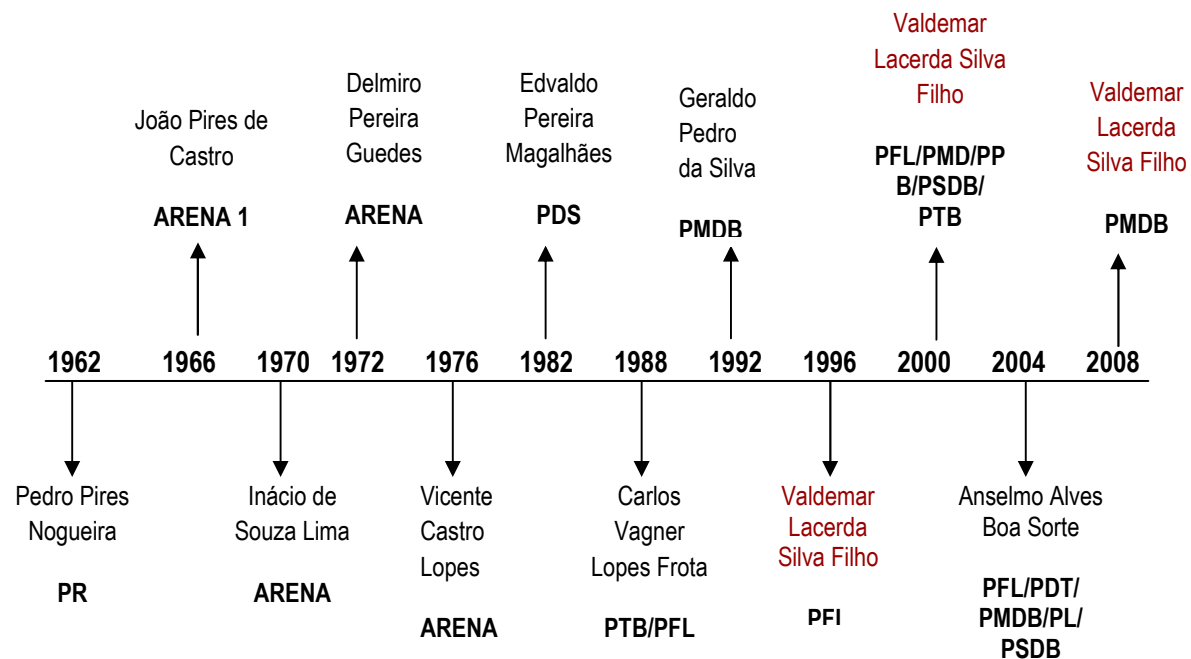 João Pires de
Castro
ARENA 1
Delmiro
Pereira
Guedes
ARENA
Edvaldo
Pereira
Magalhães
PDS
Geraldo
Pedro
da Silva
PMDB
Valdemar
Lacerda Silva
Filho
PFL/PMD/PP
B/PSDB/
PTB
Valdemar
Lacerda
Silva Filho
PMDB
1962 1966 1970 1972 1976 1982 1988 1992 1996 2000 2004 2008
Pedro Pires
Nogueira
PR
Inácio de
Souza Lima
ARENA
Vicente
Castro
Lopes
ARENA
Carlos
Vagner
Lopes Frota
PTB/PFL
Valdemar
Lacerda
Silva Filho
PFL
Anselmo Alves
Boa Sorte
PFL/PDT/
PMDB/PL/
PSDB